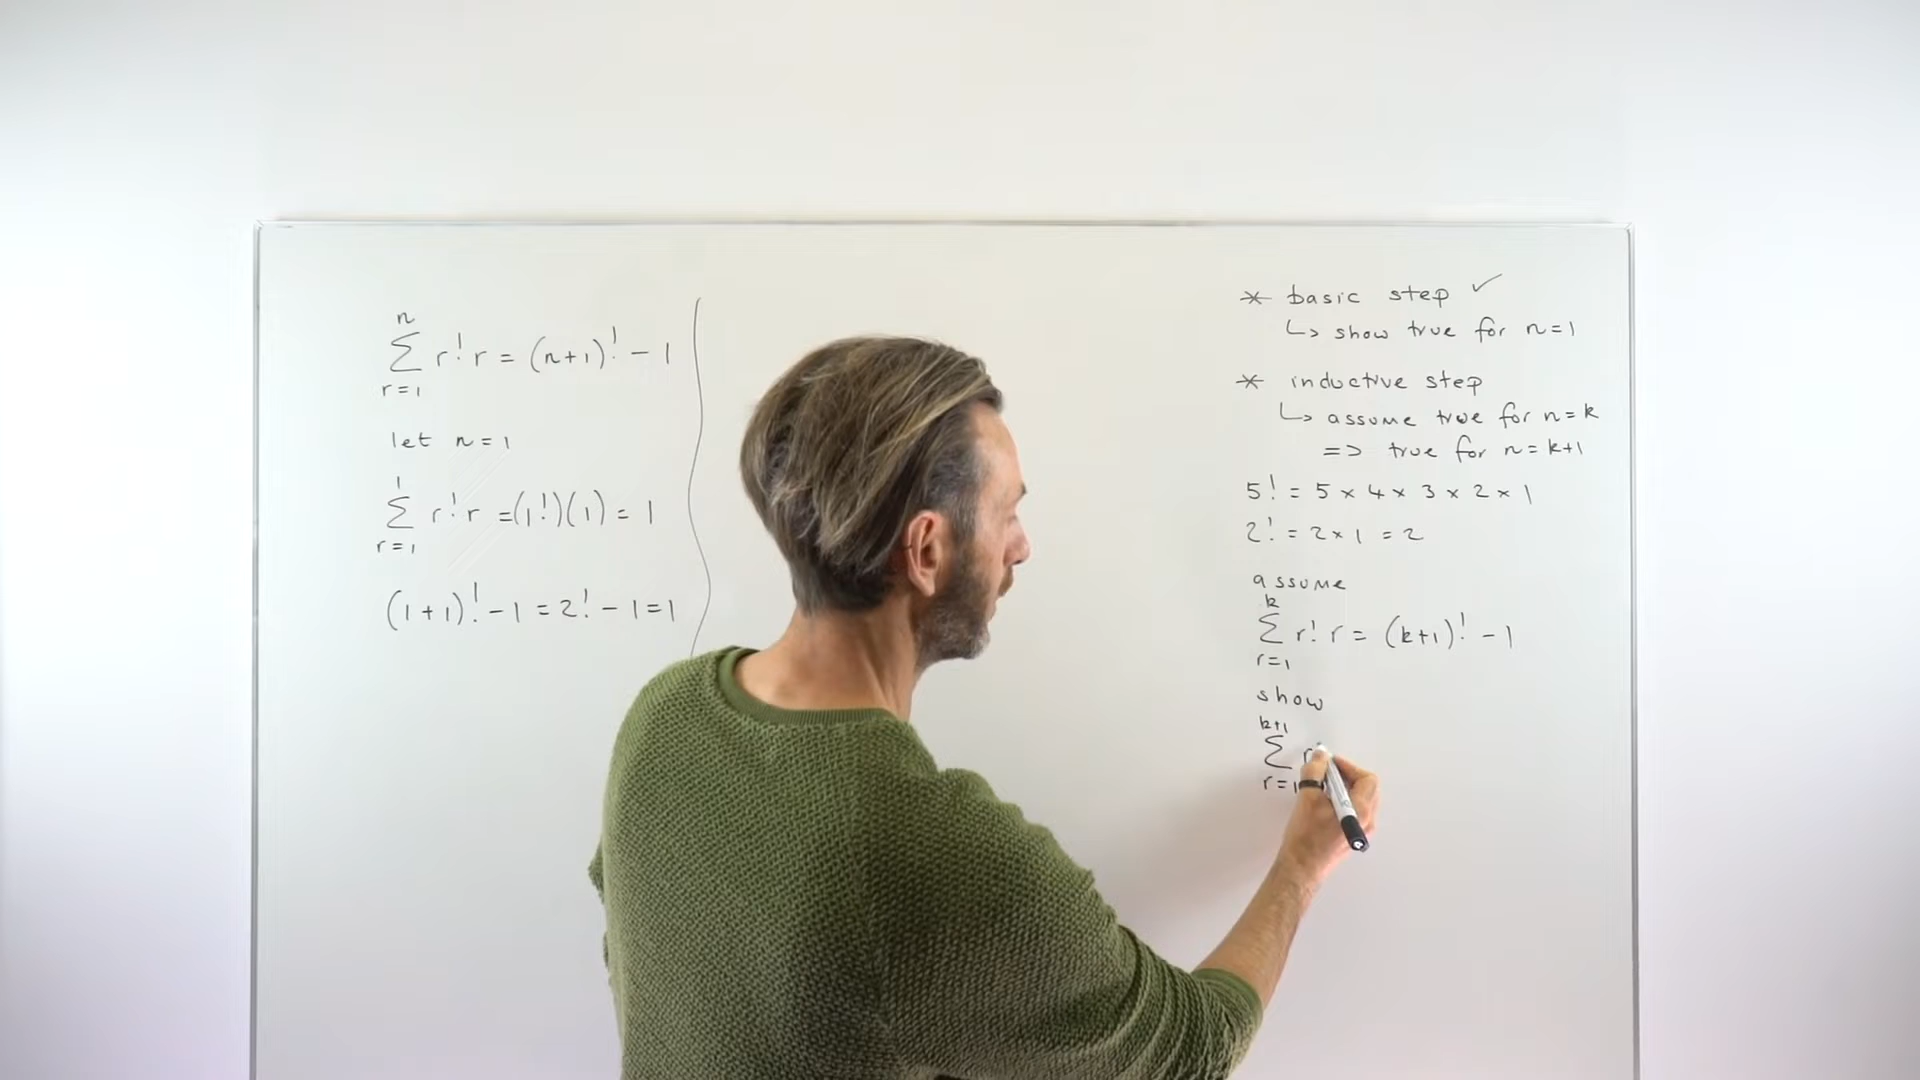 n
∑ r! r = (n+1)! − 1
r=1
let n=1
1
∑ r! r =(1!)(1) = 1
r=1
(1+1)! −1 = 2! − 1 = 1
* basic step ✓
↳ show true for n=1
* inductive step
↳ assume true for n=k
=> true for n=k+1
5! = 5 × 4 × 3 × 2 × 1
2! = 2 × 1 = 2
assume
k
∑ r! r = (k+1)! − 1
r=1
show
k+1
∑ r
r=1